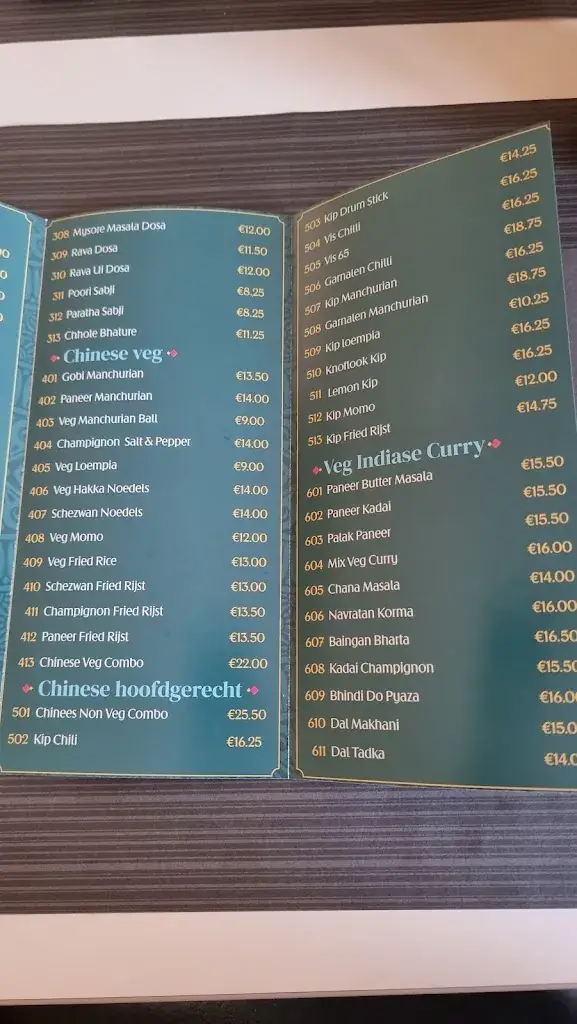 308 Mysore Masala Dosa €12.00
309 Rava Dosa €11.50
310 Rava Ul Dosa €12.00
311 Poori Sabji €8.25
312 Paratha Sabji €8.25
313 Chhole Bhature €11.25
Chinese veg
401 Gobi Manchurian €13.50
402 Paneer Manchurian €14.00
403 Veg Manchurian Ball €9.00
404 Champignon Salt & Pepper €14.00
405 Veg Loempia €9.00
406 Veg Hakka Noedels €14.00
407 Schezwan Noedels €14.00
408 Veg Momo €12.00
409 Veg Fried Rice €13.00
410 Schezwan Fried Rijst €13.00
411 Champignon Fried Rijst €13.50
412 Paneer Fried Rijst €13.50
413 Chinese Veg Combo €22.00
Chinese hoofdgerecht
501 Chinees Non Veg Combo €25.50
502 Kip Chili €16.25
503 Kip Drum Stick €14.25
504 Vis Chilli €16.25
505 Vis 65 €16.25
506 Garnalen Chilli €18.75
507 Kip Manchurian €16.25
508 Garnalen Manchurian €18.75
509 Kip loempia €10.25
510 Knoflook Kip €16.25
511 Lemon Kip €16.25
512 Kip Momo €12.00
513 Kip Fried Rijst €14.75
Veg Indiase Curry
601 Paneer Butter Masala €15.50
602 Paneer Kadai €15.50
603 Palak Paneer €15.50
604 Mix Veg Curry €16.00
605 Chana Masala €14.00
606 Navratan Korma €16.00
607 Baingan Bharta €16.50
608 Kadai Champignon €15.50
609 Bhindi Do Pyaza €16.0
610 Dal Makhani €15.0
611 Dal Tadka €14.0